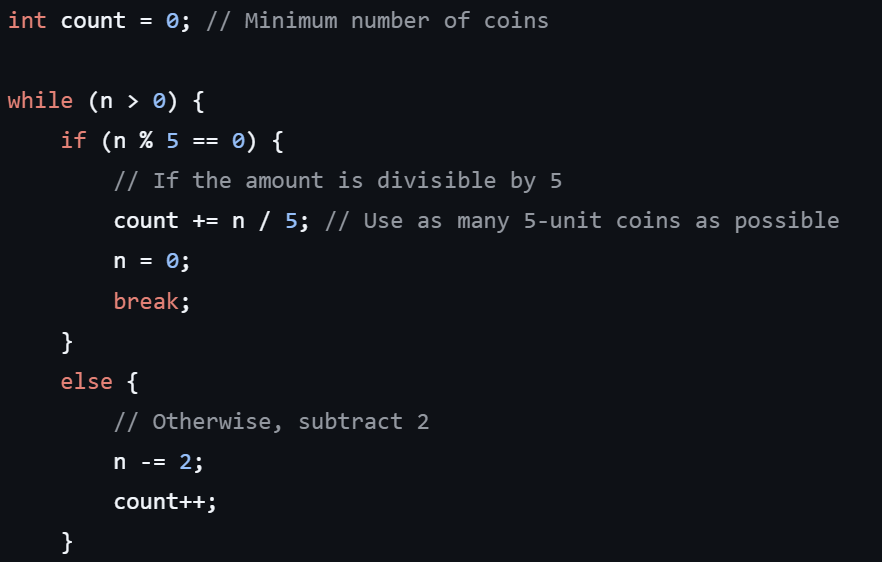 int count = 0; // Minimum number of coins
while (n > 0) {
if (n % 5 == 0) {
// If the amount is divisible by 5
count += n / 5; // Use as many 5-unit coins as possible
n = 0;
break;
}
else {
// Otherwise, subtract 2
n -= 2;
count++;
}